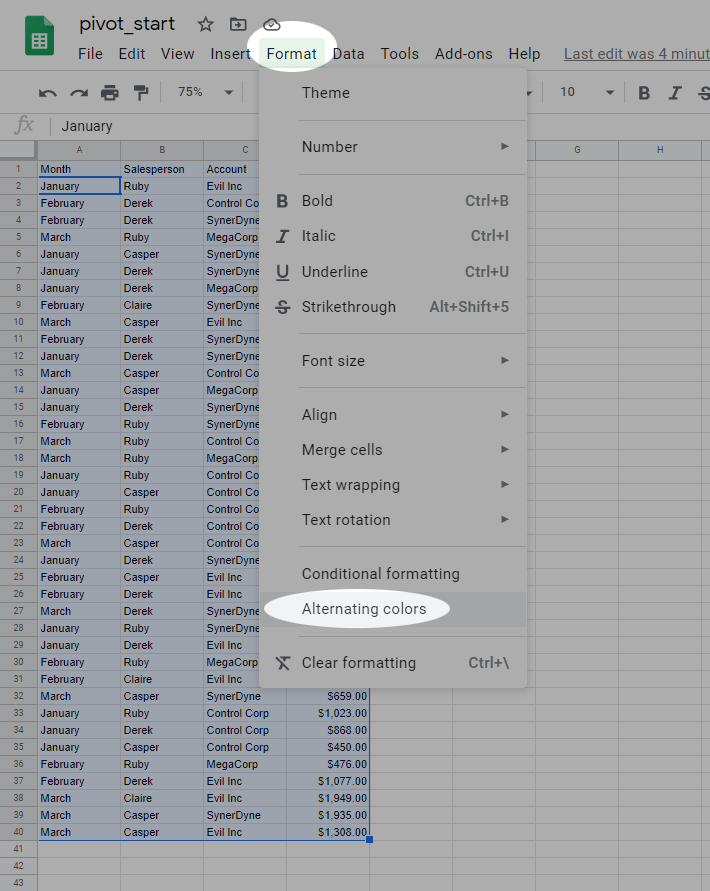 pivot_start
File Edit View Insert Format Data Tools Add-ons Help Last edit was 4 minut
75% 10 B I S
fx January
A B C G H
1 Month Salesperson Account
2 January Ruby Evil Inc
3 February Derek Control Co
4 February Derek SynerDyne
5 March Ruby MegaCorp
6 January Casper SynerDyne
7 January Derek SynerDyne
8 January Derek MegaCorp
9 February Claire SynerDyne
10 March Casper Evil Inc
11 February Derek SynerDyne
12 January Derek SynerDyne
13 March Casper Control Co
14 January Casper MegaCorp
15 January Derek SynerDyne
16 February Ruby SynerDyne
17 March Ruby Control Co
18 March Ruby MegaCorp
19 January Ruby Control Co
20 January Casper Control Co
21 February Ruby Control Co
22 February Derek Control Co
23 March Casper Control Co
24 January Derek SynerDyne
25 February Casper Evil Inc
26 February Derek Evil Inc
27 March Derek SynerDyne
28 January Ruby SynerDyne
29 January Derek Evil Inc
30 February Ruby MegaCorp
31 February Claire Evil Inc
32 March Casper SynerDyne $659.00
33 January Ruby Control Corp $1,023.00
34 January Derek Control Corp $868.00
35 January Casper Control Corp $450.00
36 February Ruby MegaCorp $476.00
37 February Derek Evil Inc $1,077.00
38 March Claire Evil Inc $1,949.00
39 March Casper SynerDyne $1,935.00
40 March Casper Evil Inc $1,308.00
41
42
43
Theme
Number
B Bold Ctrl+B
I Italic Ctrl+I
U Underline Ctrl+U
S Strikethrough Alt+Shift+5
Font size
Align
Merge cells
Text wrapping
Text rotation
Conditional formatting
Alternating colors
Clear formatting Ctrl+\